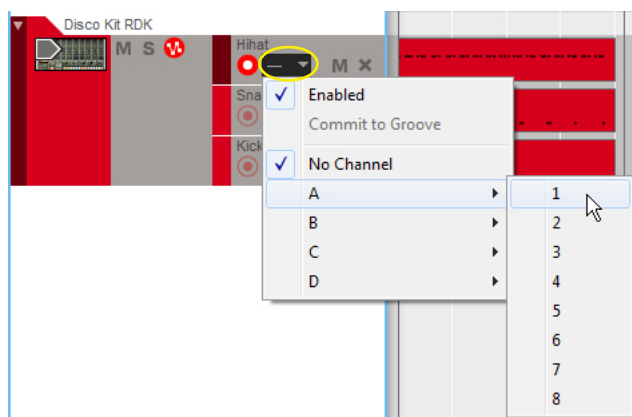 Disco Kit RDK
M S
Hihat
— M ×
Sna
Enabled
Commit to Groove
Kick
No Channel
A
1
B
2
C
3
D
4
5
6
7
8